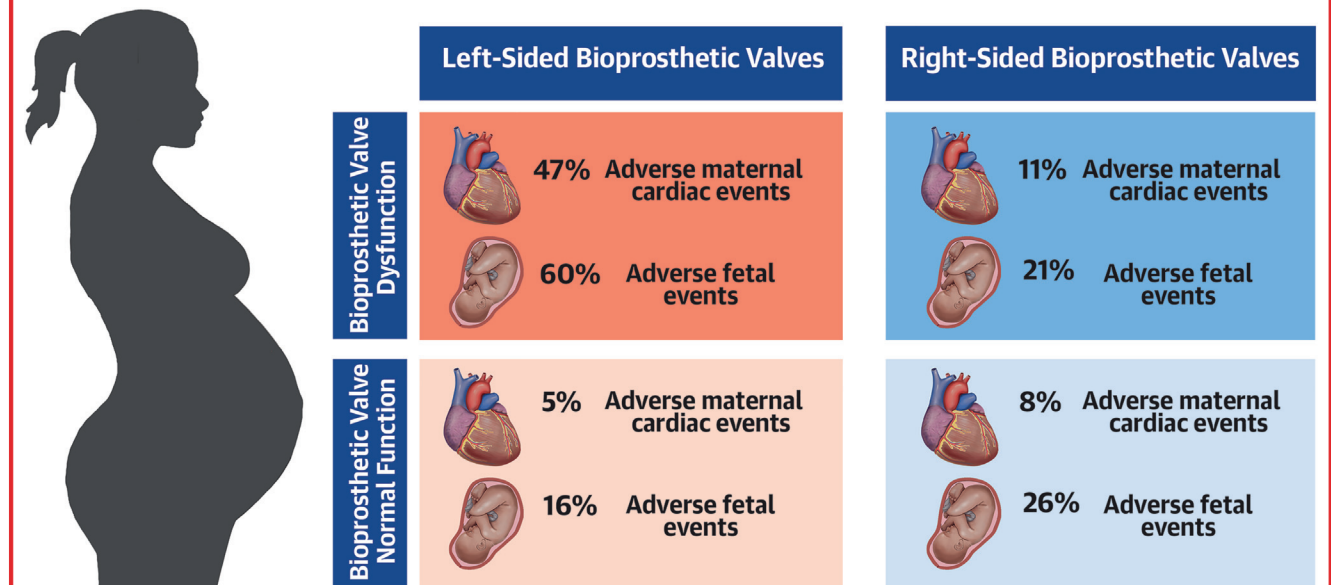 Left-Sided Bioprosthetic Valves
Right-Sided Bioprosthetic Valves
Bioprosthetic Valve
Dysfunction
47% Adverse maternal
cardiac events
60% Adverse fetal
events
11% Adverse maternal
cardiac events
21% Adverse fetal
events
Bioprosthetic Valve
Normal Function
5% Adverse maternal
cardiac events
16% Adverse fetal
events
8% Adverse maternal
cardiac events
26% Adverse fetal
events